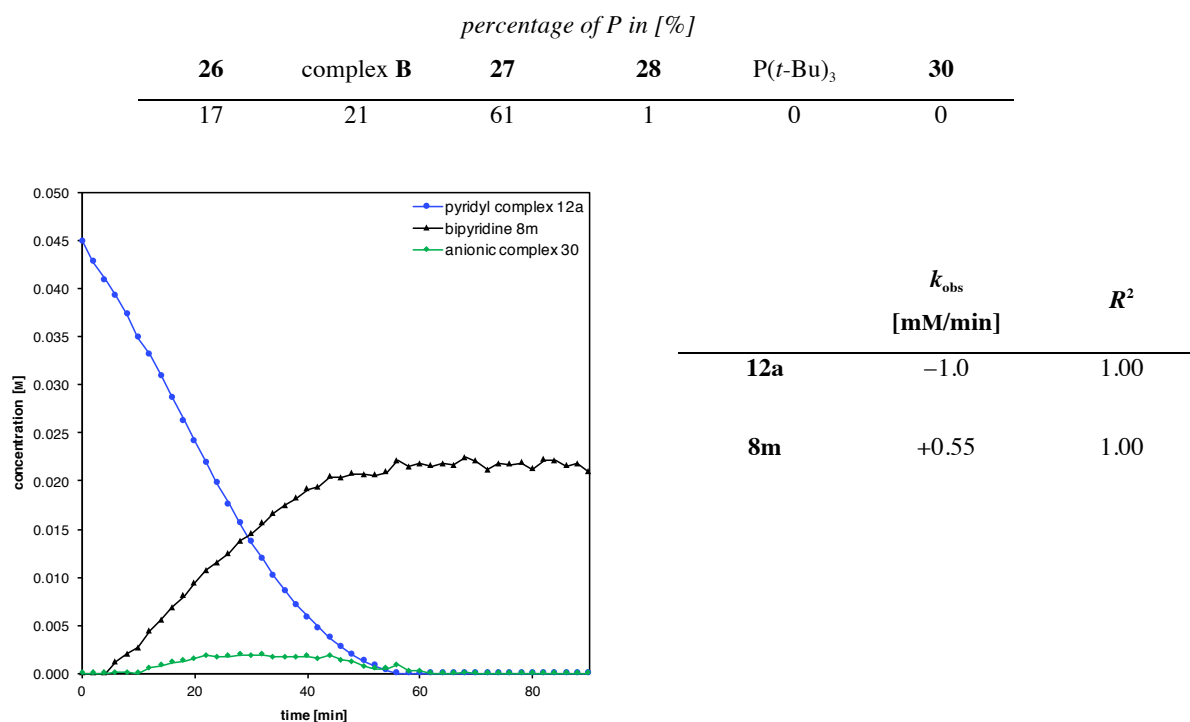 percentage of P in [%]
26 complex B 27 28 P(t-Bu)3 30
17 21 61 1 0 0
0.050
0.045
0.040
0.035
0.030
0.025
0.020
0.015
0.010
0.005
0.000
concentration [M]
pyridyl complex 12a
bipyridine 8m
anionic complex 30
0 20 40 60 80
time [min]
kobs
[mM/min]
R2
12a –1.0 1.00
8m +0.55 1.00